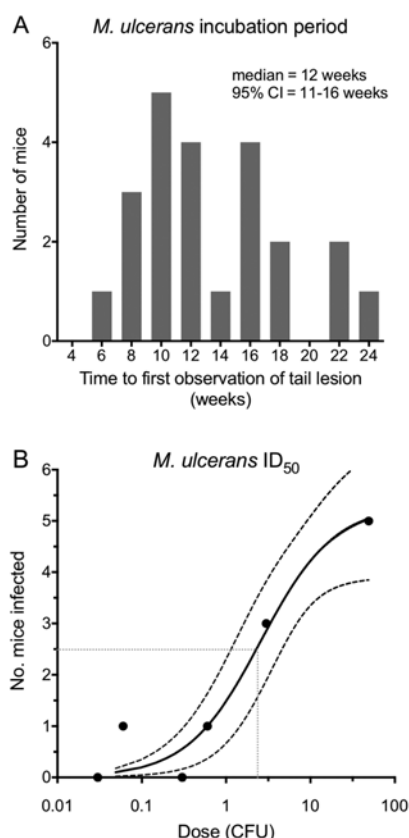 A
M. ulcerans incubation period
median = 12 weeks
95% CI = 11-16 weeks
Number of mice
6
4
2
0
4 6 8 10 12 14 16 18 20 22 24
Time to first observation of tail lesion
(weeks)
B
M. ulcerans ID50
No. mice infected
6
5
4
3
2
1
0
0.01 0.1 1 10 100
Dose (CFU)